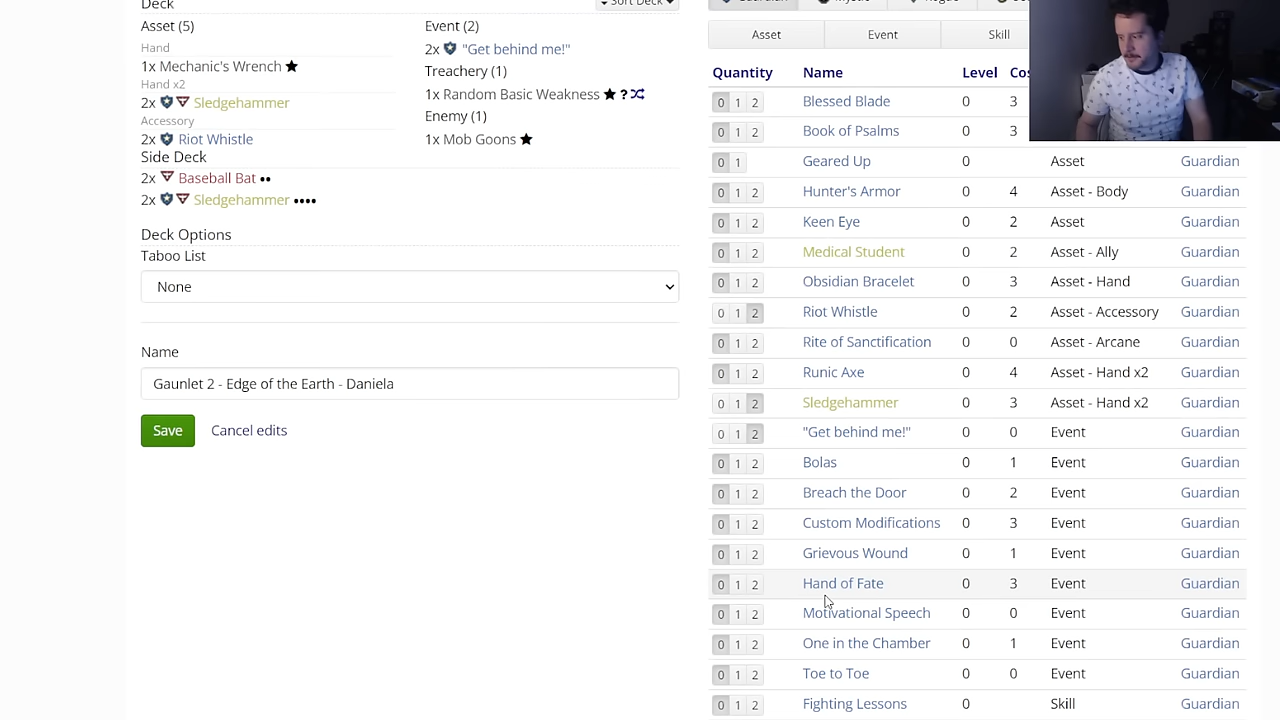 Deck
Sort Deck
Asset (5)
Hand
1x Mechanic's Wrench ★
Hand x2
2x Sledgehammer
Accessory
2x Riot Whistle
Event (2)
2x "Get behind me!"
Treachery (1)
1x Random Basic Weakness ★ ?
Enemy (1)
1x Mob Goons ★
Side Deck
2x Baseball Bat ••
2x Sledgehammer ••••
Deck Options
Taboo List
None
Name
Gaunlet 2 - Edge of the Earth - Daniela
Save Cancel edits
Asset Event Skill
Quantity Name Level
0 1 2 Blessed Blade 0 3
0 1 2 Book of Psalms 0 3
0 1 Geared Up 0 Asset Guardian
0 1 2 Hunter's Armor 0 4 Asset - Body Guardian
0 1 2 Keen Eye 0 2 Asset Guardian
0 1 2 Medical Student 0 2 Asset - Ally Guardian
0 1 2 Obsidian Bracelet 0 3 Asset - Hand Guardian
0 1 2 Riot Whistle 0 2 Asset - Accessory Guardian
0 1 2 Rite of Sanctification 0 0 Asset - Arcane Guardian
0 1 2 Runic Axe 0 4 Asset - Hand x2 Guardian
0 1 2 Sledgehammer 0 3 Asset - Hand x2 Guardian
0 1 2 "Get behind me!" 0 0 Event Guardian
0 1 2 Bolas 0 1 Event Guardian
0 1 2 Breach the Door 0 2 Event Guardian
0 1 2 Custom Modifications 0 3 Event Guardian
0 1 2 Grievous Wound 0 1 Event Guardian
0 1 2 Hand of Fate 0 3 Event Guardian
0 1 2 Motivational Speech 0 0 Event Guardian
0 1 2 One in the Chamber 0 1 Event Guardian
0 1 2 Toe to Toe 0 0 Event Guardian
0 1 2 Fighting Lessons 0 Skill Guardian